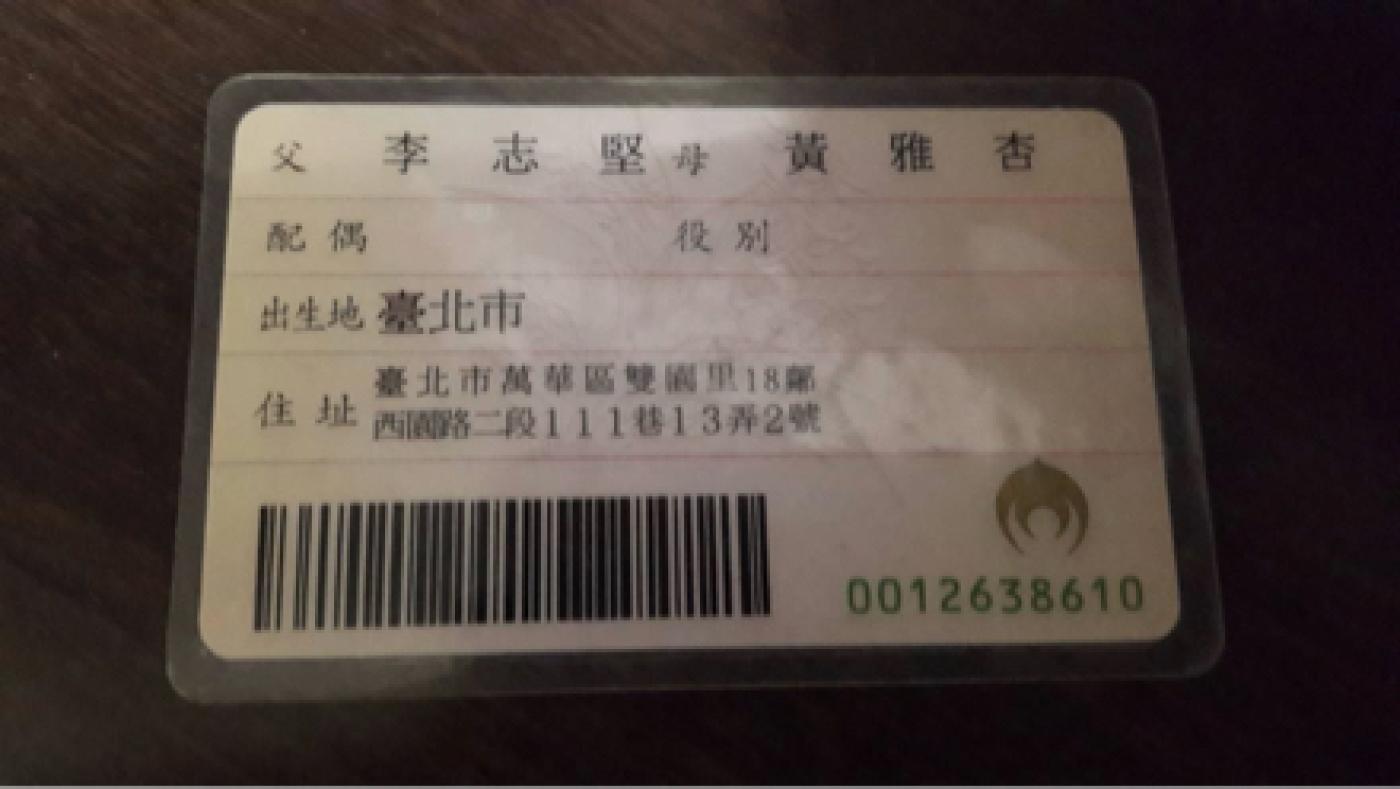 父 李志堅 母 黃雅杏
配偶 役別
出生地 臺北市
住址 臺北市萬華區雙園里18鄰
西園路二段111巷13弄2號
0012638610